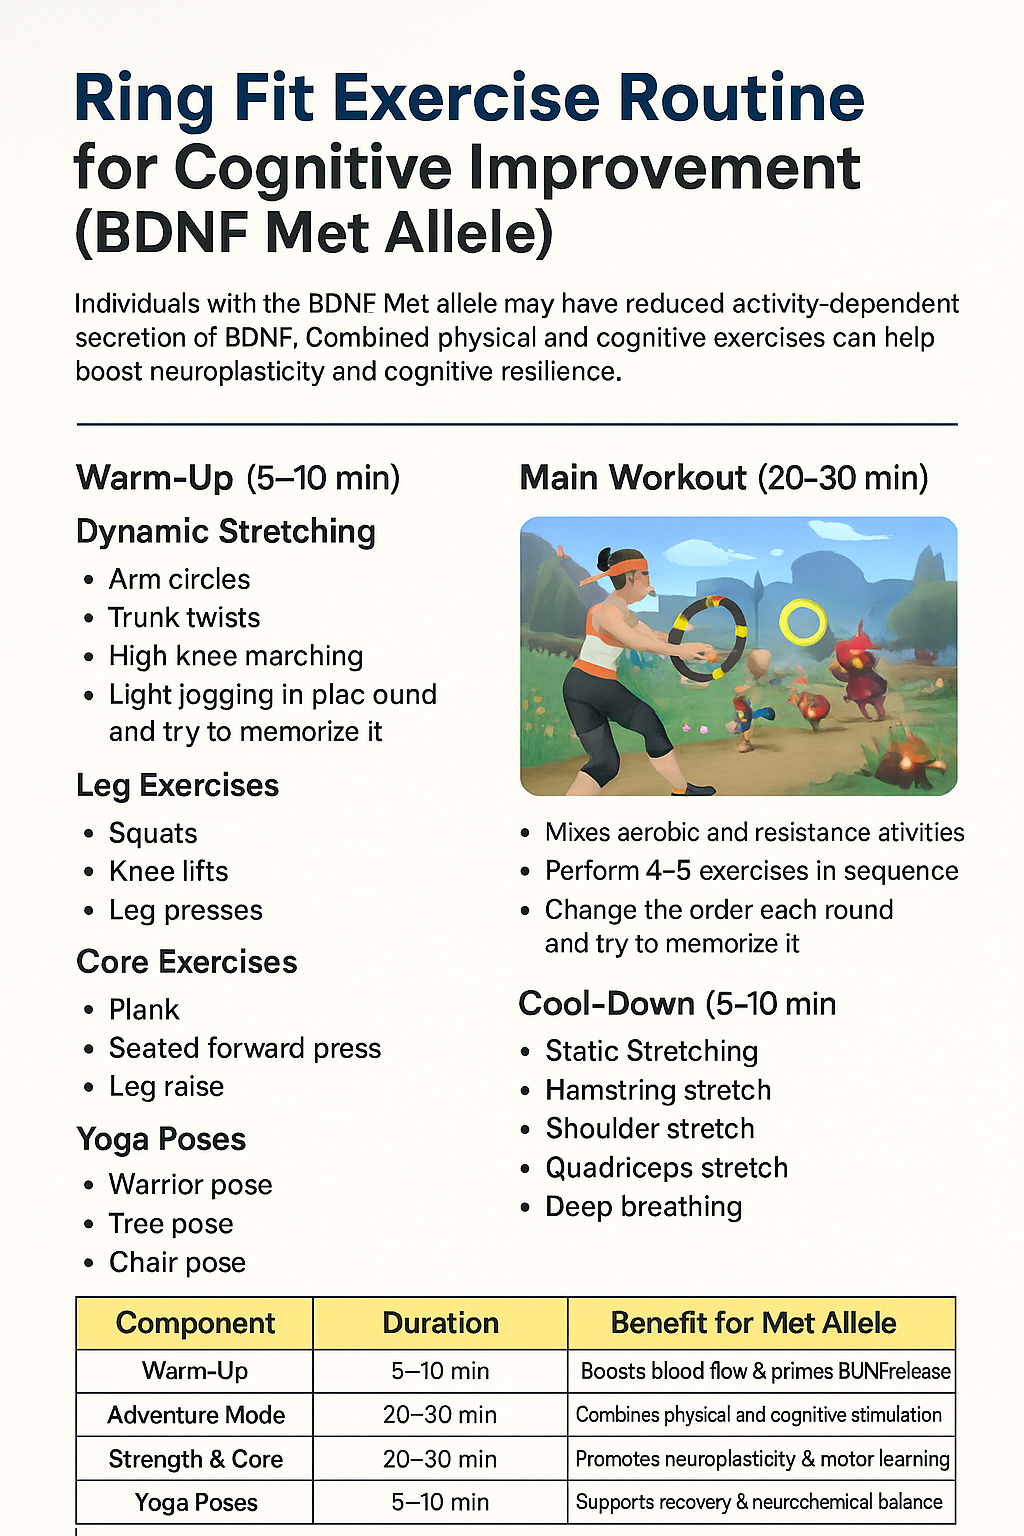 Ring Fit Exercise Routine
for Cognitive Improvement
(BDNF Met Allele)
Individuals with the BDNF Met allele may have reduced activity-dependent
secretion of BDNF, Combined physical and cognitive exercises can help
boost neuroplasticity and cognitive resilience.
Warm-Up (5–10 min)
Dynamic Stretching
• Arm circles
• Trunk twists
• High knee marching
• Light jogging in plac ound
and try to memorize it
Leg Exercises
• Squats
• Knee lifts
• Leg presses
Core Exercises
• Plank
• Seated forward press
• Leg raise
Yoga Poses
• Warrior pose
• Tree pose
• Chair pose
Main Workout (20–30 min)
• Mixes aerobic and resistance ativities
• Perform 4–5 exercises in sequence
• Change the order each round
and try to memorize it
Cool-Down (5–10 min
• Static Stretching
• Hamstring stretch
• Shoulder stretch
• Quadriceps stretch
• Deep breathing
Component Duration Benefit for Met Allele
Warm-Up 5–10 min Boosts blood flow & primes BUNFrelease
Adventure Mode 20–30 min Combines physical and cognitive stimulation
Strength & Core 20–30 min Promotes neuroplasticity & motor learning
Yoga Poses 5–10 min Supports recovery & neurcchemical balance